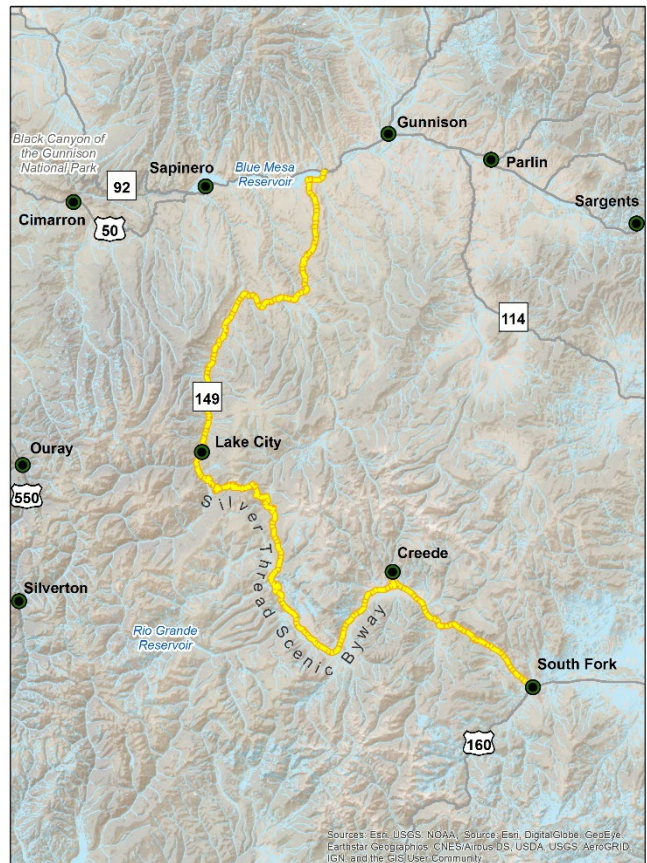 Gunnison
Black Canyon of
the Gunnison
National Park
Sapinero
Blue Mesa
Reservoir
Parlin
92
Cimarron
50
Sargents
114
149
Ouray
Lake City
550
Silver Thread Scenic Byway
Creede
Silverton
Rio Grande
Reservoir
South Fork
160
Sources: Esri, USGS, NOAA, Source: Esri, DigitalGlobe, GeoEye,
Earthstar Geographics, CNES/Airbus DS, USDA, USGS, AeroGRID,
IGN, and the GIS User Community